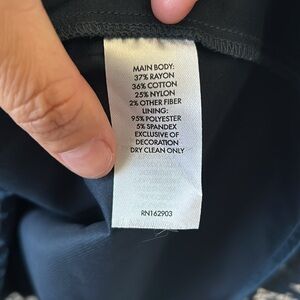 MAIN BODY:
37% RAYON
36% COTTON
25% NYLON
2% OTHER FIBER
LINING:
95% POLYESTER
5% SPANDEX
EXCLUSIVE OF
DECORATION
DRY CLEAN ONLY
RN162903